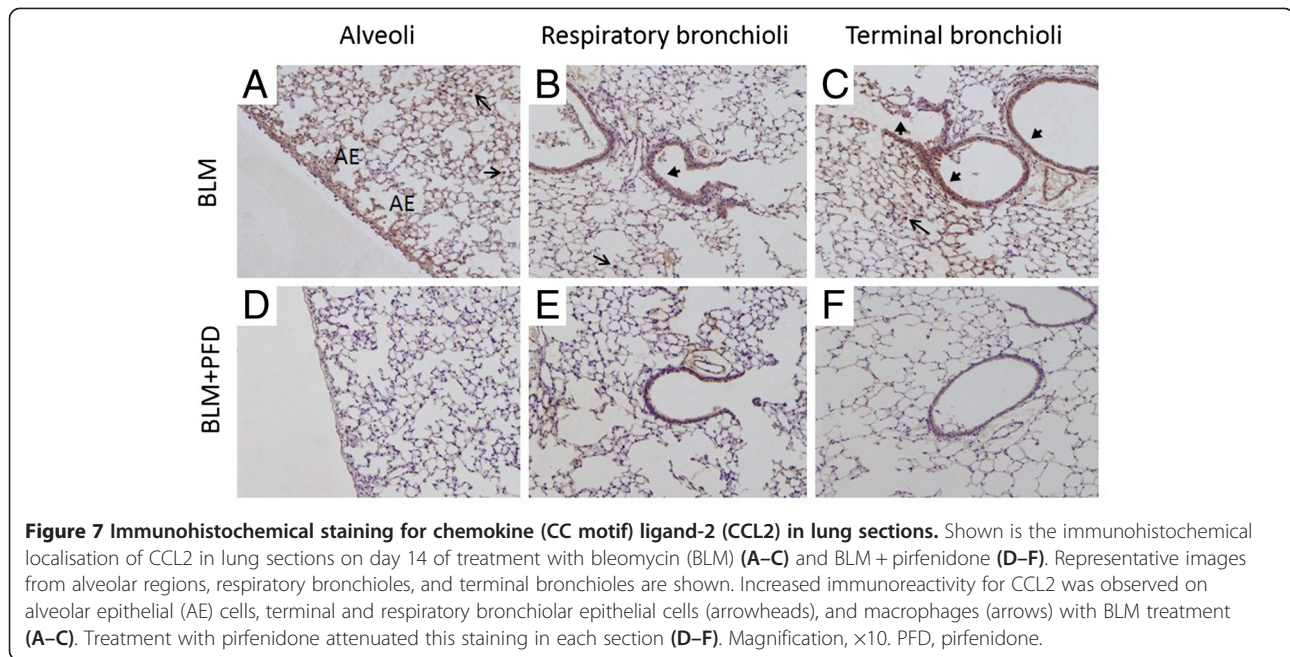 Alveoli
Respiratory bronchioli
Terminal bronchioli
BLM
A
AE
AE
B
C
BLM+PFD
D
E
F
Figure 7 Immunohistochemical staining for chemokine (CC motif) ligand-2 (CCL2) in lung sections. Shown is the immunohistochemical
localisation of CCL2 in lung sections on day 14 of treatment with bleomycin (BLM) (A–C) and BLM + pirfenidone (D–F). Representative images
from alveolar regions, respiratory bronchioles, and terminal bronchioles are shown. Increased immunoreactivity for CCL2 was observed on
alveolar epithelial (AE) cells, terminal and respiratory bronchiolar epithelial cells (arrowheads), and macrophages (arrows) with BLM treatment
(A–C). Treatment with pirfenidone attenuated this staining in each section (D–F). Magnification, ×10. PFD, pirfenidone.